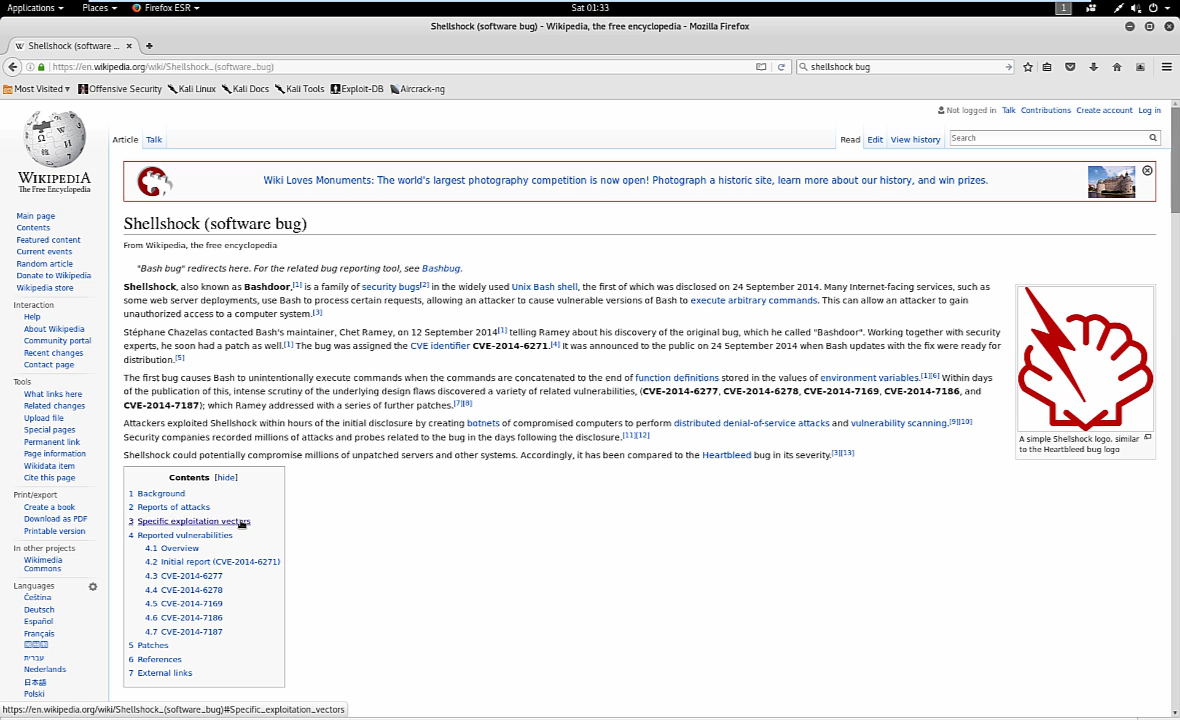 Applications ▾ Places ▾ Firefox ESR ▾ Sat 01:33 1
Shellshock (software bug) - Wikipedia, the free encyclopedia - Mozilla Firefox
Shellshock (software ...
https://en.wikipedia.org/wiki/Shellshock_(software_bug) shellshock bug
Most Visited ▾ Offensive Security Kali Linux Kali Docs Kali Tools Exploit-DB Aircrack-ng
Not logged in Talk Contributions Create account Log in
Article Talk Read Edit View history Search
WIKIPEDIA
The Free Encyclopedia
Wiki Loves Monuments: The world's largest photography competition is now open! Photograph a historic site, learn more about our history, and win prizes.
Main page
Contents
Featured content
Current events
Random article
Donate to Wikipedia
Wikipedia store
Interaction
Help
About Wikipedia
Community portal
Recent changes
Contact page
Tools
What links here
Related changes
Upload file
Special pages
Permanent link
Page information
Wikidata item
Cite this page
Print/export
Create a book
Download as PDF
Printable version
In other projects
Wikimedia
Commons
Languages
Čeština
Deutsch
Español
Français
עברית
Nederlands
日本語
Polski
Shellshock (software bug)
From Wikipedia, the free encyclopedia
"Bash bug" redirects here. For the related bug reporting tool, see Bashbug.
Shellshock, also known as Bashdoor,[1] is a family of security bugs[2] in the widely used Unix Bash shell, the first of which was disclosed on 24 September 2014. Many Internet-facing services, such as
some web server deployments, use Bash to process certain requests, allowing an attacker to cause vulnerable versions of Bash to execute arbitrary commands. This can allow an attacker to gain
unauthorized access to a computer system.[3]
Stéphane Chazelas contacted Bash's maintainer, Chet Ramey, on 12 September 2014[1] telling Ramey about his discovery of the original bug, which he called "Bashdoor". Working together with security
experts, he soon had a patch as well.[1] The bug was assigned the CVE identifier CVE-2014-6271.[4] It was announced to the public on 24 September 2014 when Bash updates with the fix were ready for
distribution.[5]
The first bug causes Bash to unintentionally execute commands when the commands are concatenated to the end of function definitions stored in the values of environment variables.[1][6] Within days
of the publication of this, intense scrutiny of the underlying design flaws discovered a variety of related vulnerabilities, (CVE-2014-6277, CVE-2014-6278, CVE-2014-7169, CVE-2014-7186, and
CVE-2014-7187); which Ramey addressed with a series of further patches.[7][8]
Attackers exploited Shellshock within hours of the initial disclosure by creating botnets of compromised computers to perform distributed denial-of-service attacks and vulnerability scanning.[9][10]
Security companies recorded millions of attacks and probes related to the bug in the days following the disclosure.[11][12]
Shellshock could potentially compromise millions of unpatched servers and other systems. Accordingly, it has been compared to the Heartbleed bug in its severity.[3][13]
A simple Shellshock logo, similar
to the Heartbleed bug logo
Contents [hide]
1 Background
2 Reports of attacks
3 Specific exploitation vectors
4 Reported vulnerabilities
4.1 Overview
4.2 Initial report (CVE-2014-6271)
4.3 CVE-2014-6277
4.4 CVE-2014-6278
4.5 CVE-2014-7169
4.6 CVE-2014-7186
4.7 CVE-2014-7187
5 Patches
6 References
7 External links
https://en.wikipedia.org/wiki/Shellshock_(software_bug)#Specific_exploitation_vectors